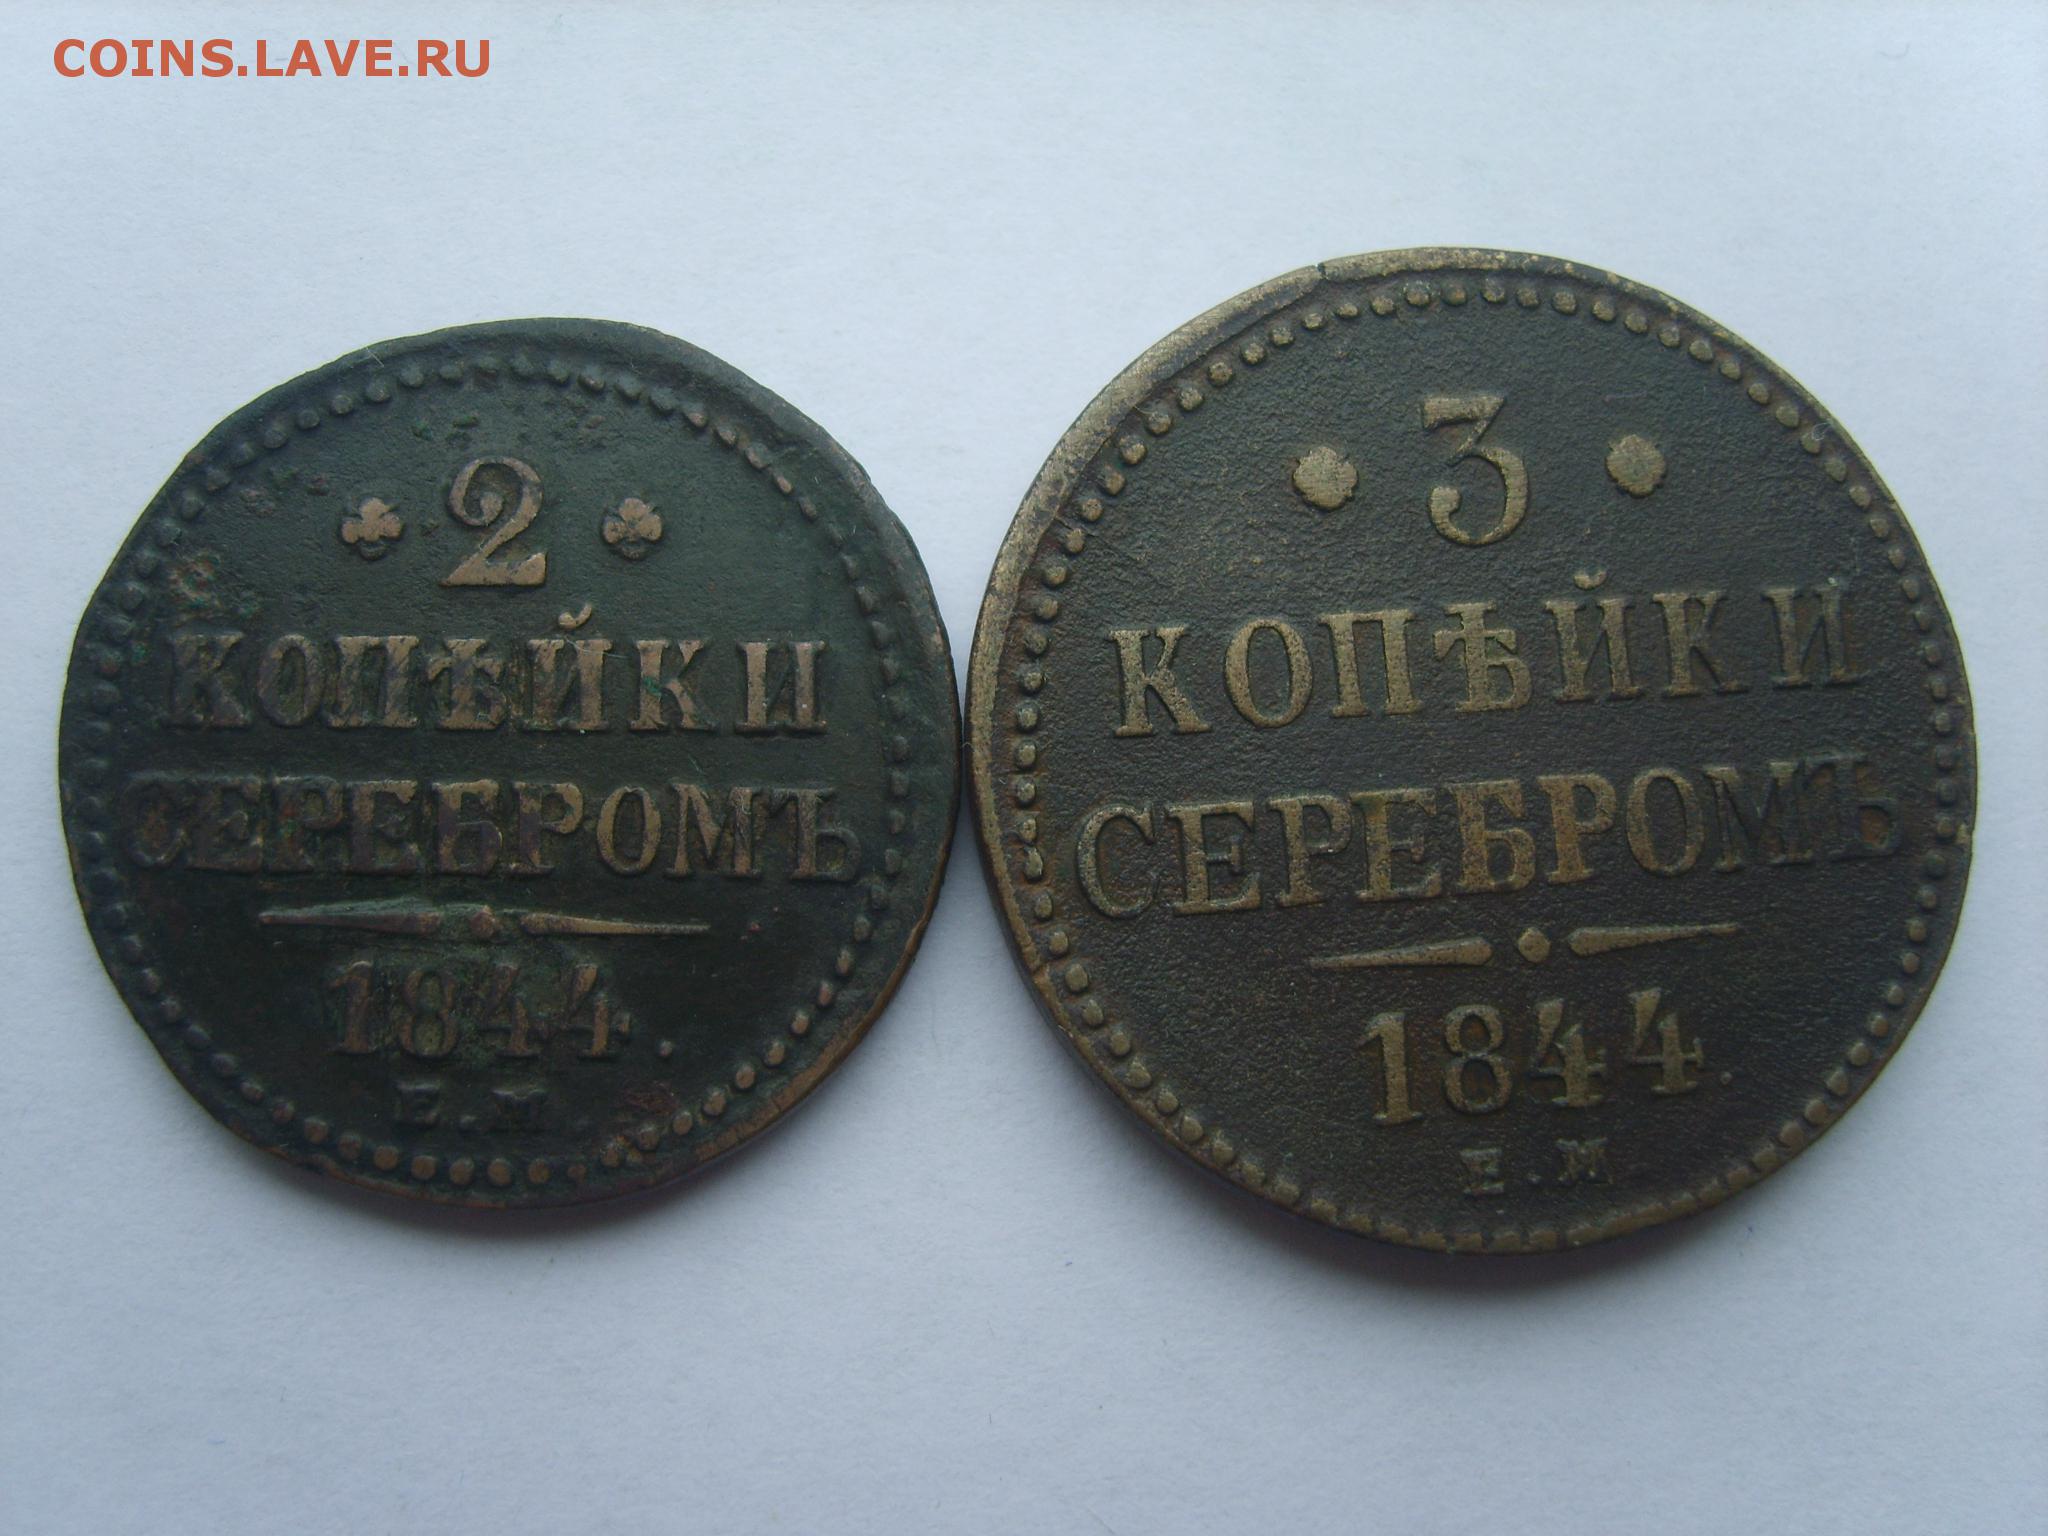 COINS.LAVE.RU
2
КОПѢЙКИ
СЕРЕБРОМЪ
1844.
Е.М.
3
КОПѢЙКИ
СЕРЕБРОМЪ
1844.
Е.М